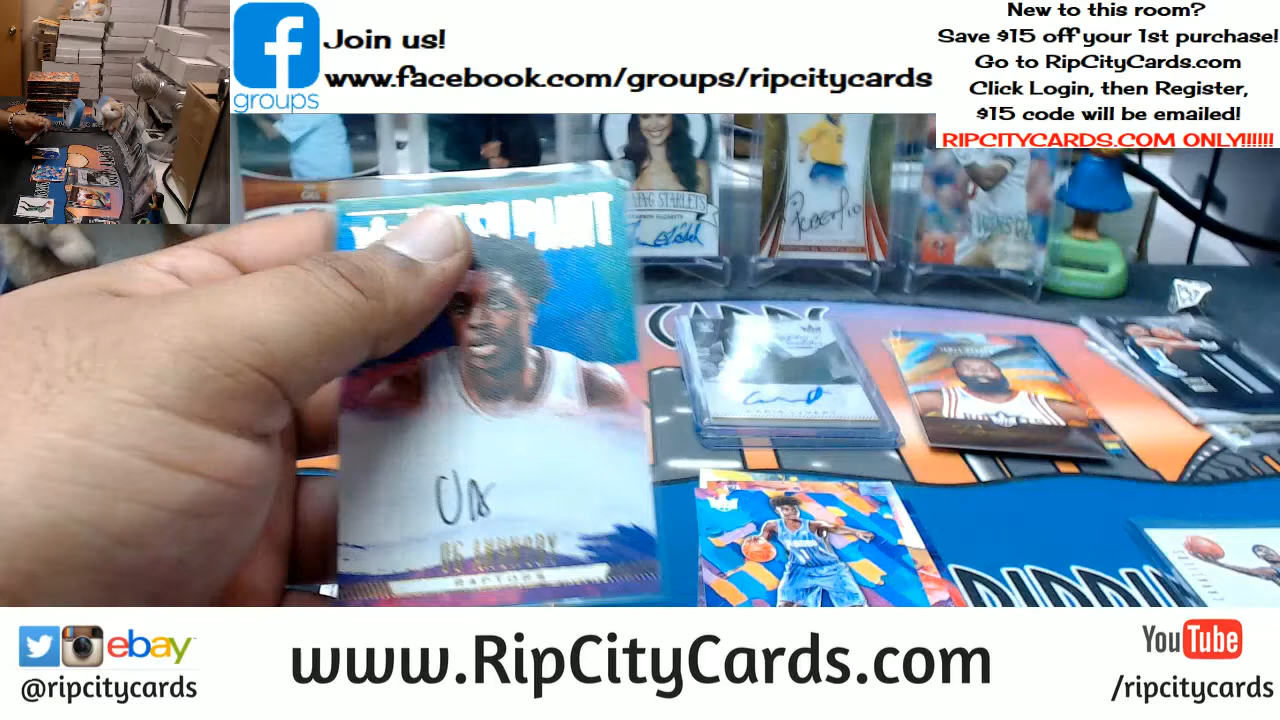 Join us!
www.facebook.com/groups/ripcitycards
groups
New to this room?
Save $15 off your 1st purchase!
Go to RipCityCards.com
Click Login, then Register,
$15 code will be emailed!
RIPCITYCARDS.COM ONLY!!!!!!
PAINT
STARLETS
OG ANUNOBY
RAPTORS
ebay
@ripcitycards
www.RipCityCards.com
YouTube
/ripcitycards